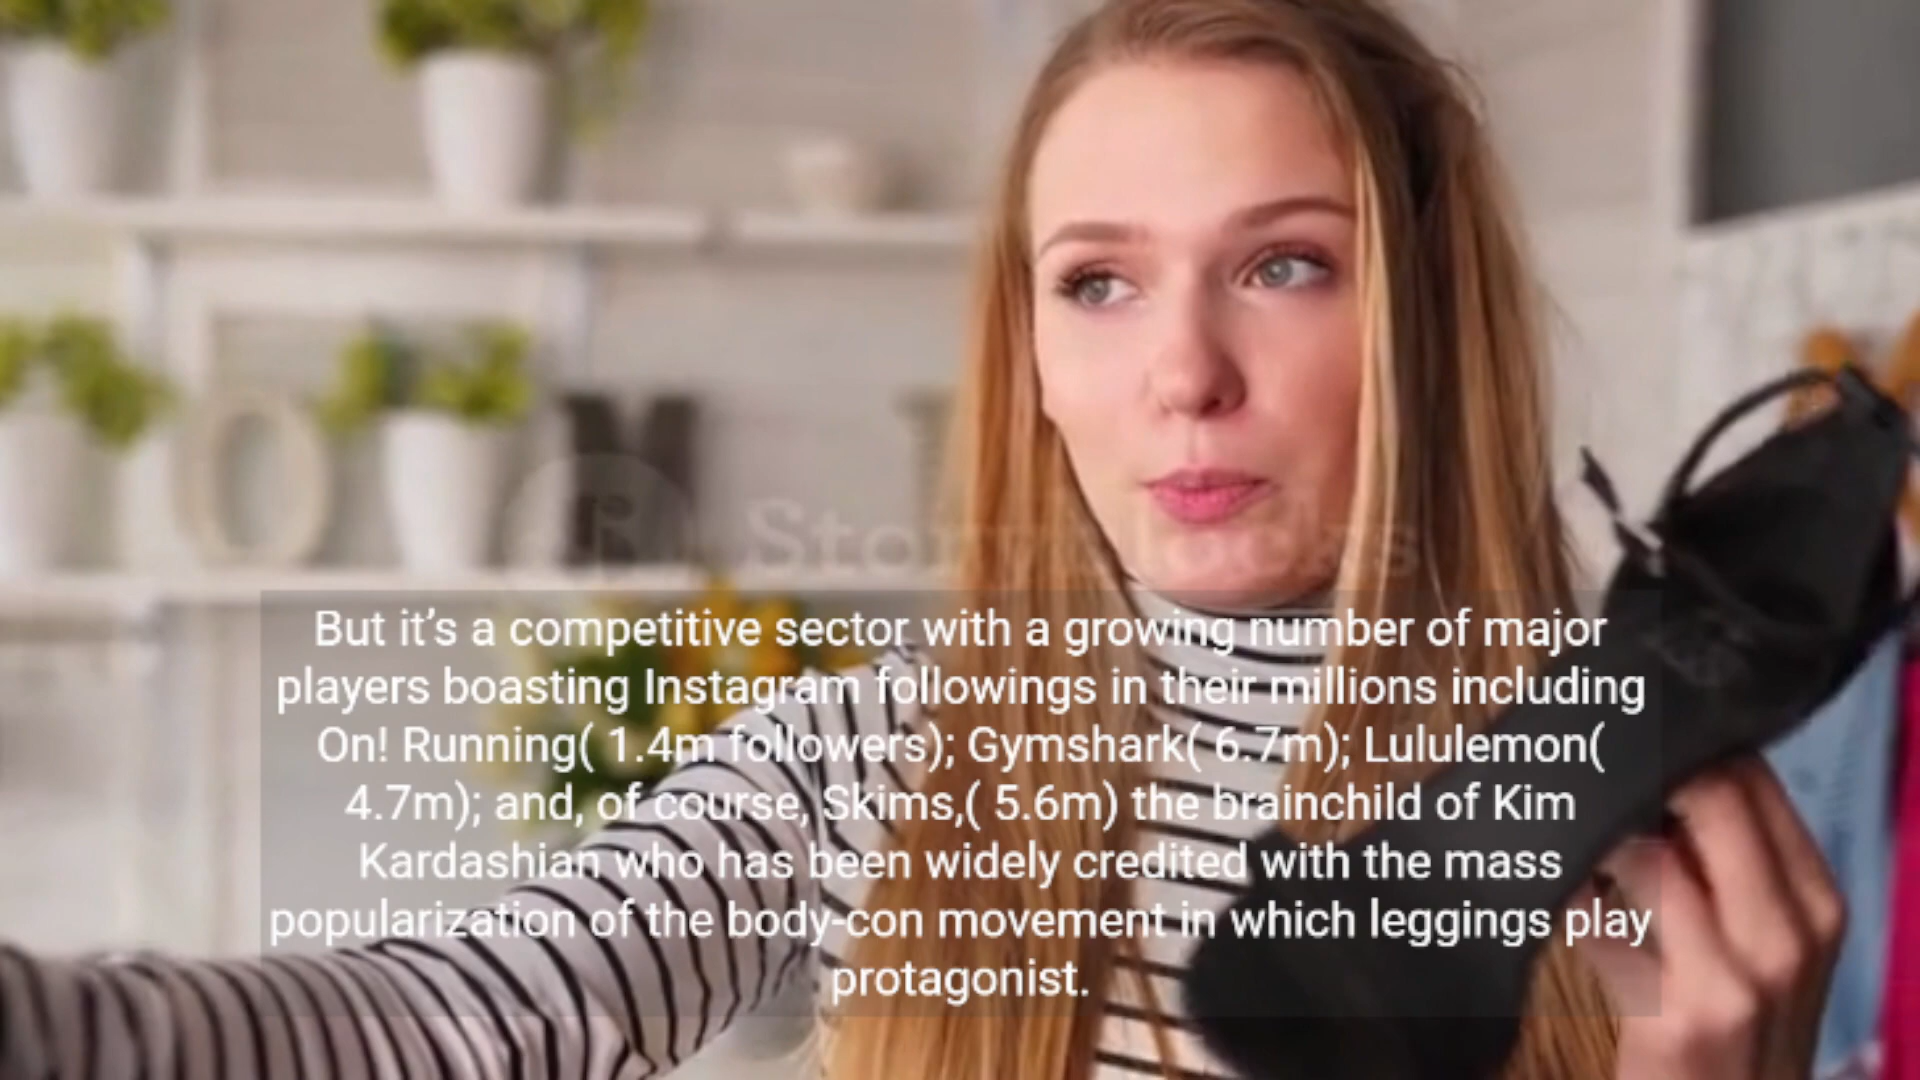 O M
Storyblocks
But it’s a competitive sector with a growing number of major
players boasting Instagram followings in their millions including
On! Running( 1.4m followers); Gymshark( 6.7m); Lululemon(
4.7m); and, of course, Skims,( 5.6m) the brainchild of Kim
Kardashian who has been widely credited with the mass
popularization of the body-con movement in which leggings play
protagonist.